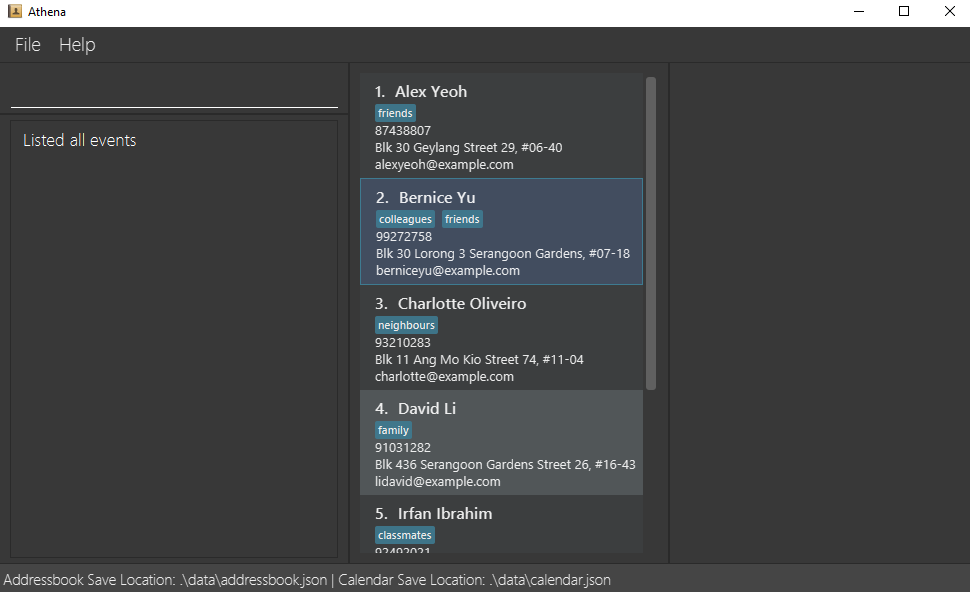 Athena
File Help
Listed all events
1. Alex Yeoh
friends
87438807
Blk 30 Geylang Street 29, #06-40
alexyeoh@example.com
2. Bernice Yu
colleagues friends
99272758
Blk 30 Lorong 3 Serangoon Gardens, #07-18
berniceyu@example.com
3. Charlotte Oliveiro
neighbours
93210283
Blk 11 Ang Mo Kio Street 74, #11-04
charlotte@example.com
4. David Li
family
91031282
Blk 436 Serangoon Gardens Street 26, #16-43
lidavid@example.com
5. Irfan Ibrahim
classmates
92492021
Addressbook Save Location: .\data\addressbook.json | Calendar Save Location: .\data\calendar.json